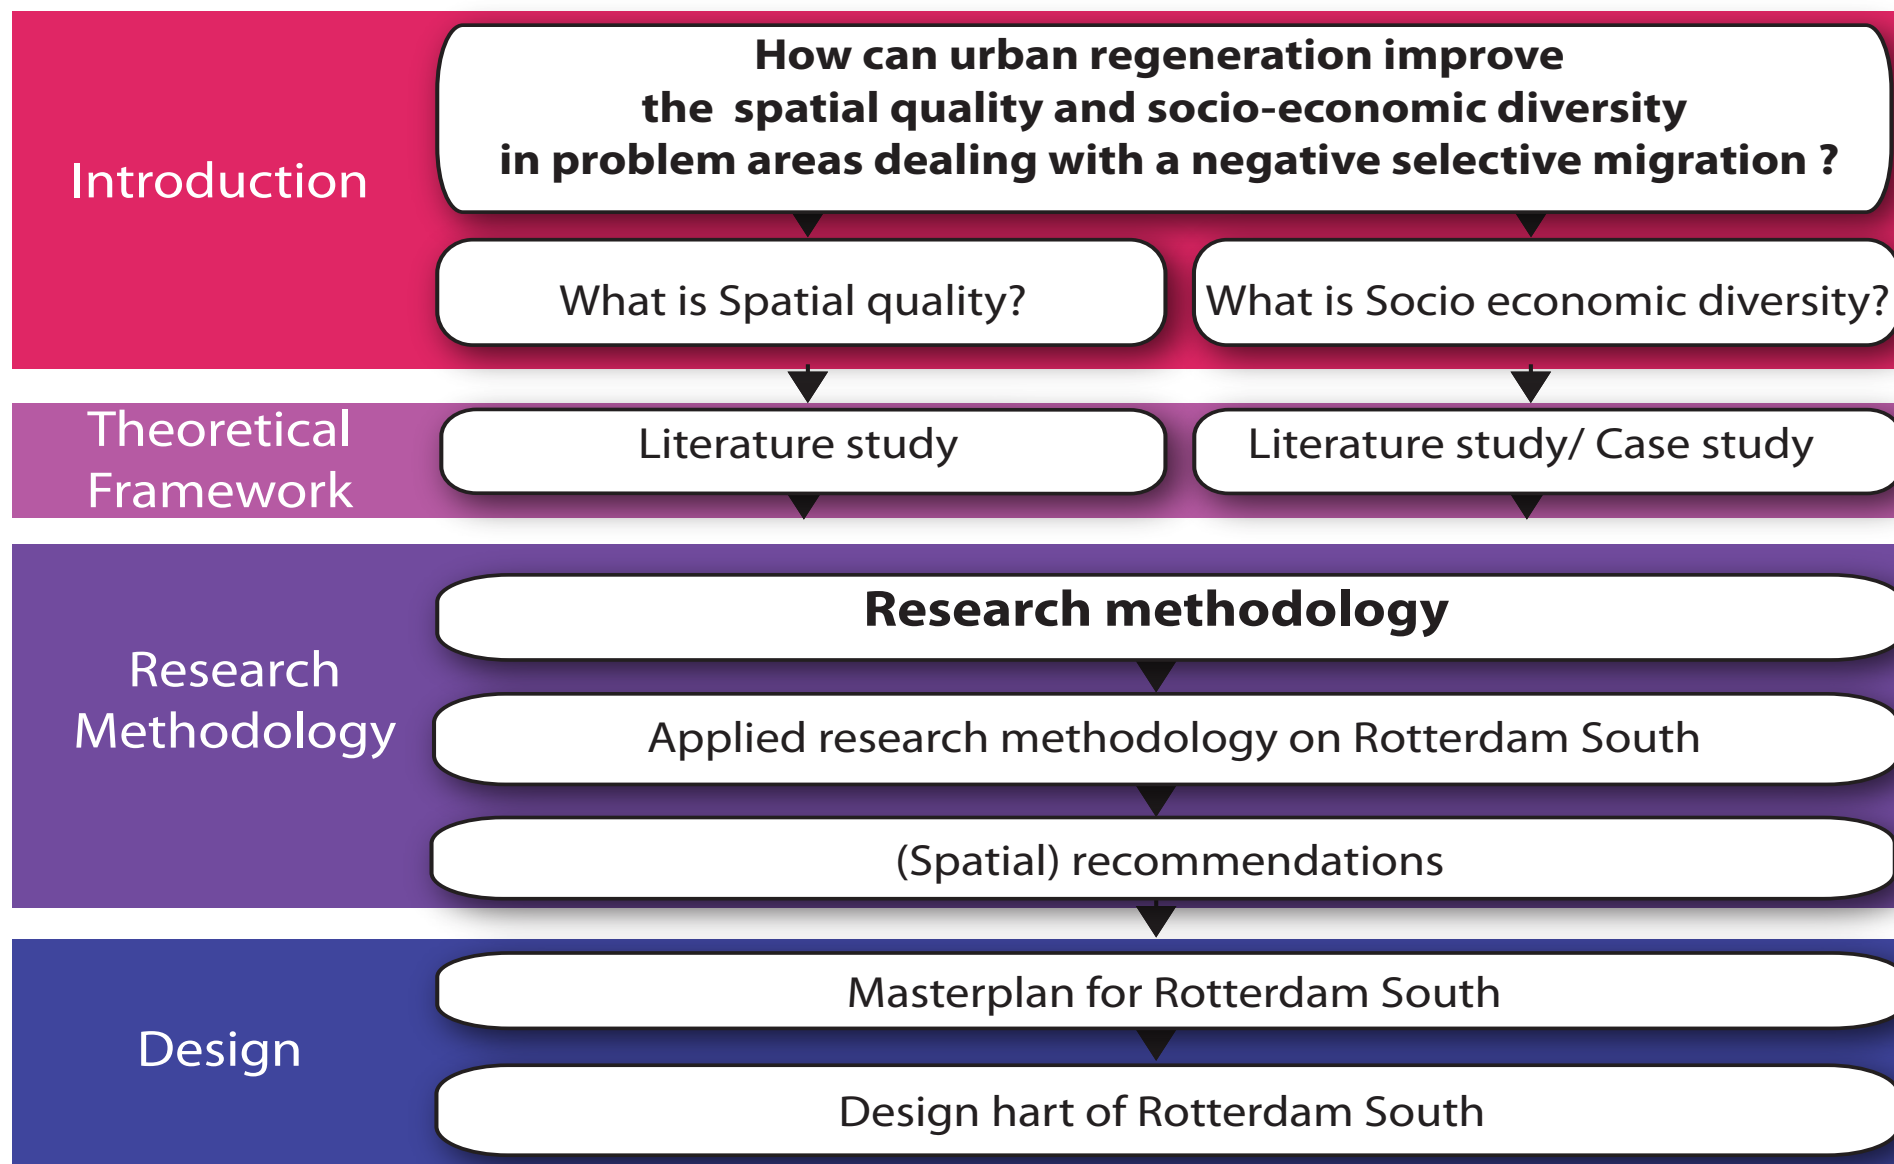 Introduction
How can urban regeneration improve
the spatial quality and socio-economic diversity
in problem areas dealing with a negative selective migration ?
What is Spatial quality?
What is Socio economic diversity?
Theoretical
Framework
Literature study
Literature study/ Case study
Research
Methodology
Research methodology
Applied research methodology on Rotterdam South
(Spatial) recommendations
Design
Masterplan for Rotterdam South
Design hart of Rotterdam South